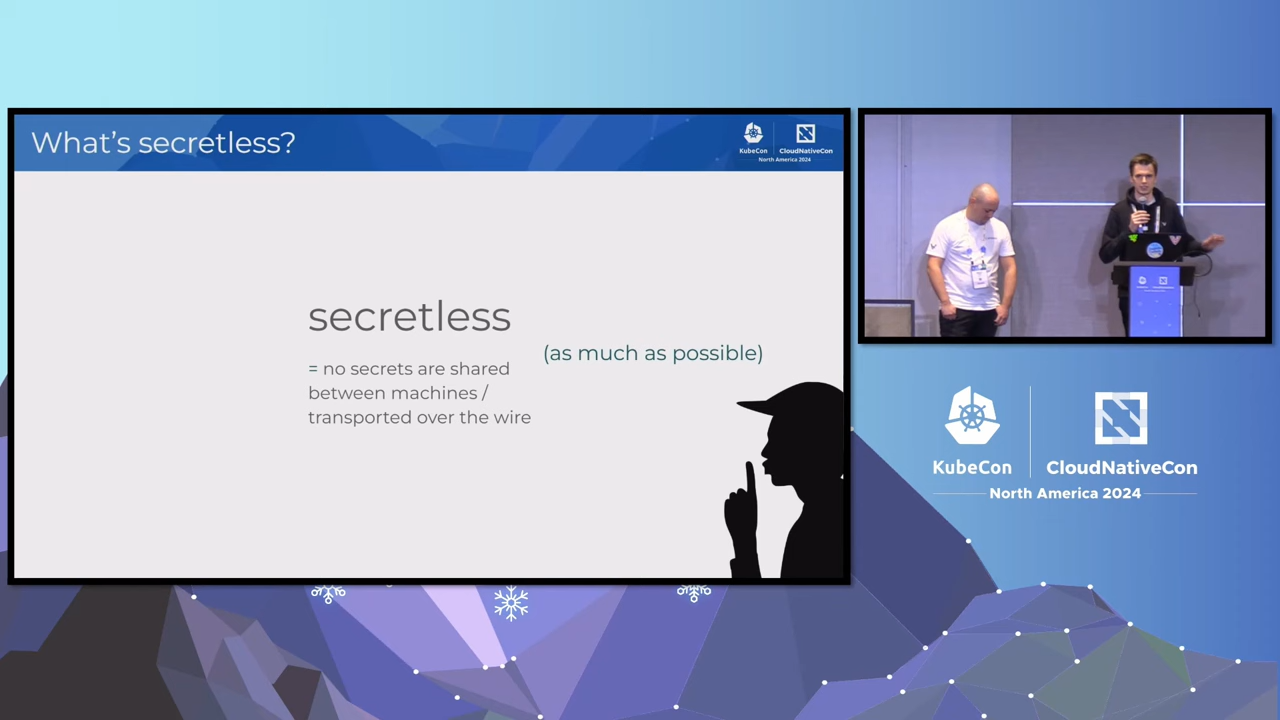 What's secretless?
KubeCon
CloudNativeCon
North America 2024
secretless
(as much as possible)
= no secrets are shared
between machines /
transported over the wire
KubeCon
CloudNativeCon
North America 2024